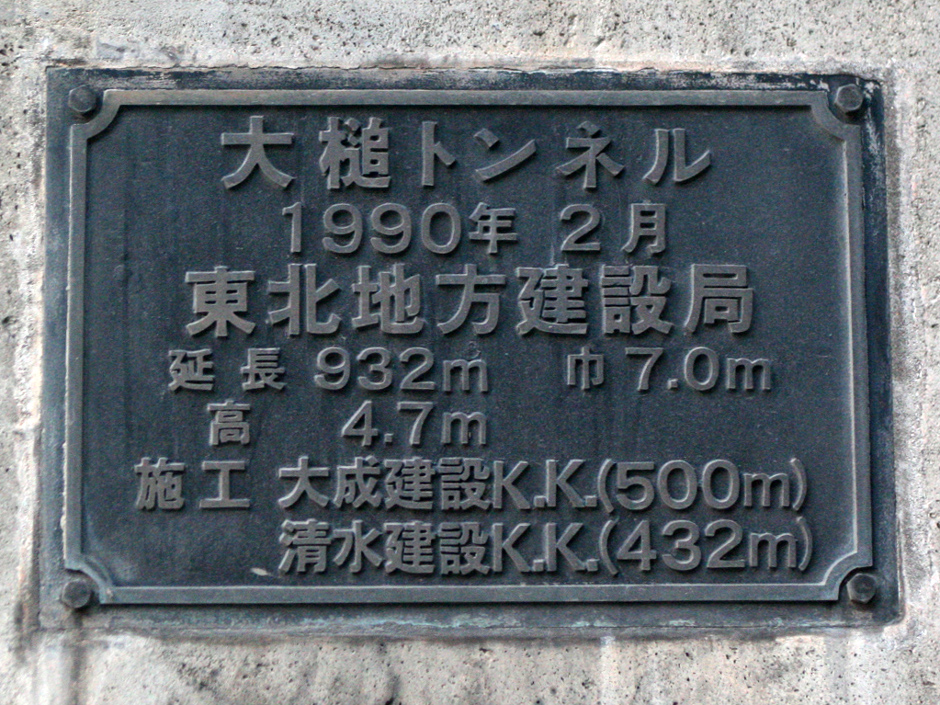 大槌トンネル
1990年 2月
東北地方建設局
延長 932m 巾 7.0m
高 4.7m
施工 大成建設K.K.(500m)
清水建設K.K.(432m)